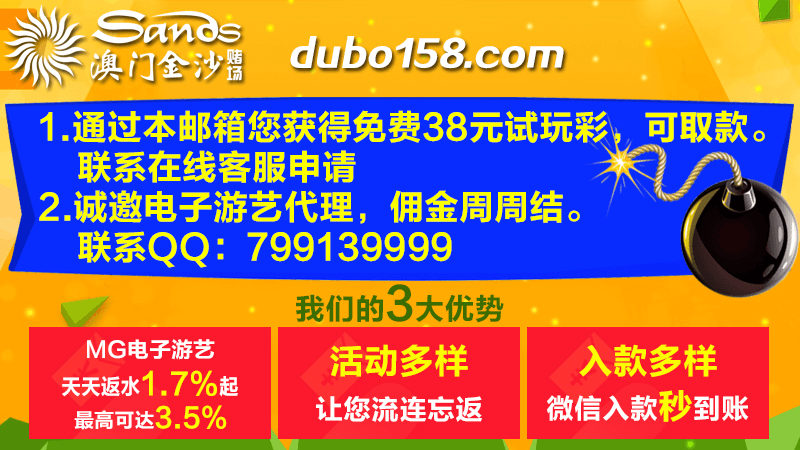 Sands
澳门金沙赌场
dubo158.com
1.通过本邮箱您获得免费38元试玩彩，可取款。
联系在线客服申请
2.诚邀电子游艺代理，佣金周周结。
联系QQ：799139999
我们的3大优势
MG电子游艺
天天返水1.7%起
最高可达3.5%
活动多样
让您流连忘返
入款多样
微信入款秒到账